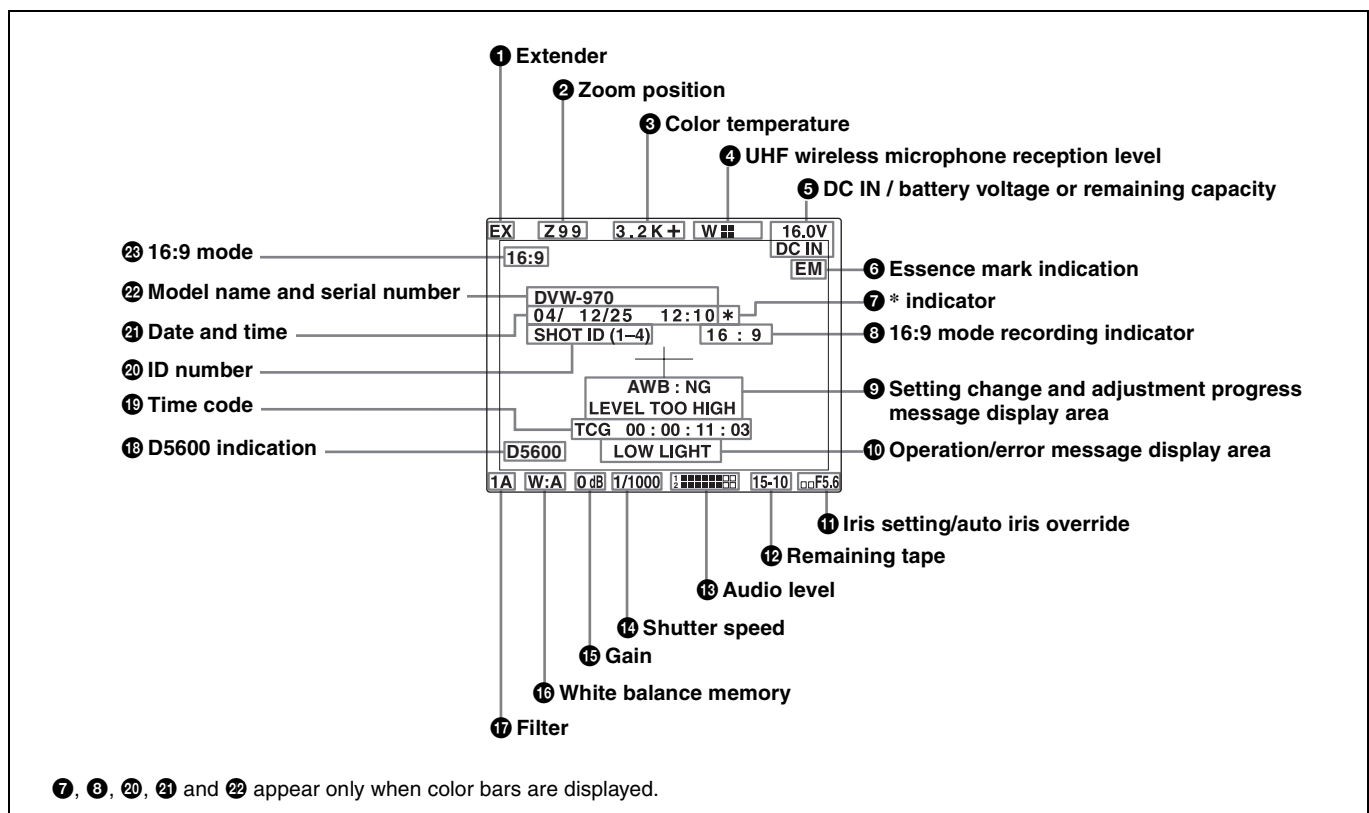 ❶ Extender
❷ Zoom position
❸ Color temperature
❹ UHF wireless microphone reception level
❺ DC IN / battery voltage or remaining capacity
EX Z99 3.2K+ W 16.0V
DC IN
㉓ 16:9 mode
16:9
EM
❻ Essence mark indication
㉒ Model name and serial number
DVW-970
❼ * indicator
㉑ Date and time
04/ 12/25 12:10 *
SHOT ID (1–4) 16 : 9
❽ 16:9 mode recording indicator
⓴ ID number
AWB : NG
LEVEL TOO HIGH
❾ Setting change and adjustment progress
message display area
⓳ Time code
TCG 00 : 00 : 11 : 03
⓲ D5600 indication
D5600
LOW LIGHT
❿ Operation/error message display area
1A W:A 0 dB 1/1000 1 2 15-10 F5.6
⓫ Iris setting/auto iris override
⓬ Remaining tape
⓭ Audio level
⓮ Shutter speed
⓯ Gain
⓰ White balance memory
⓱ Filter
❼, ❽, ⓴, ㉑ and ㉒ appear only when color bars are displayed.